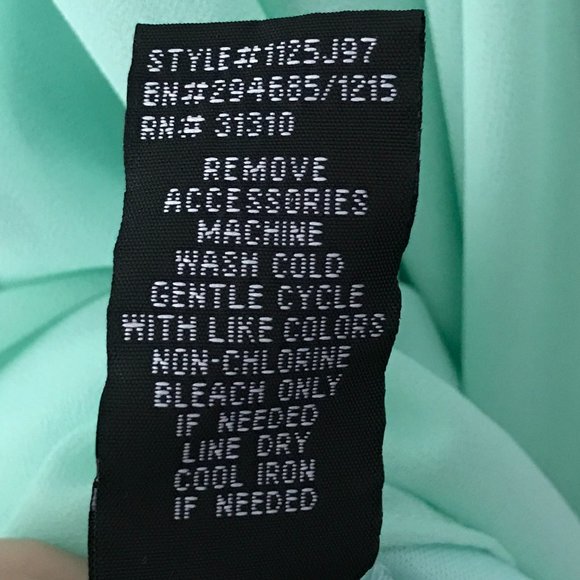 STYLE#1125J97
BN#294685/1215
RN# 31310
REMOVE
ACCESSORIES
MACHINE
WASH COLD
GENTLE CYCLE
WITH LIKE COLORS
NON-CHLORINE
BLEACH ONLY
IF NEEDED
LINE DRY
COOL IRON
IF NEEDED